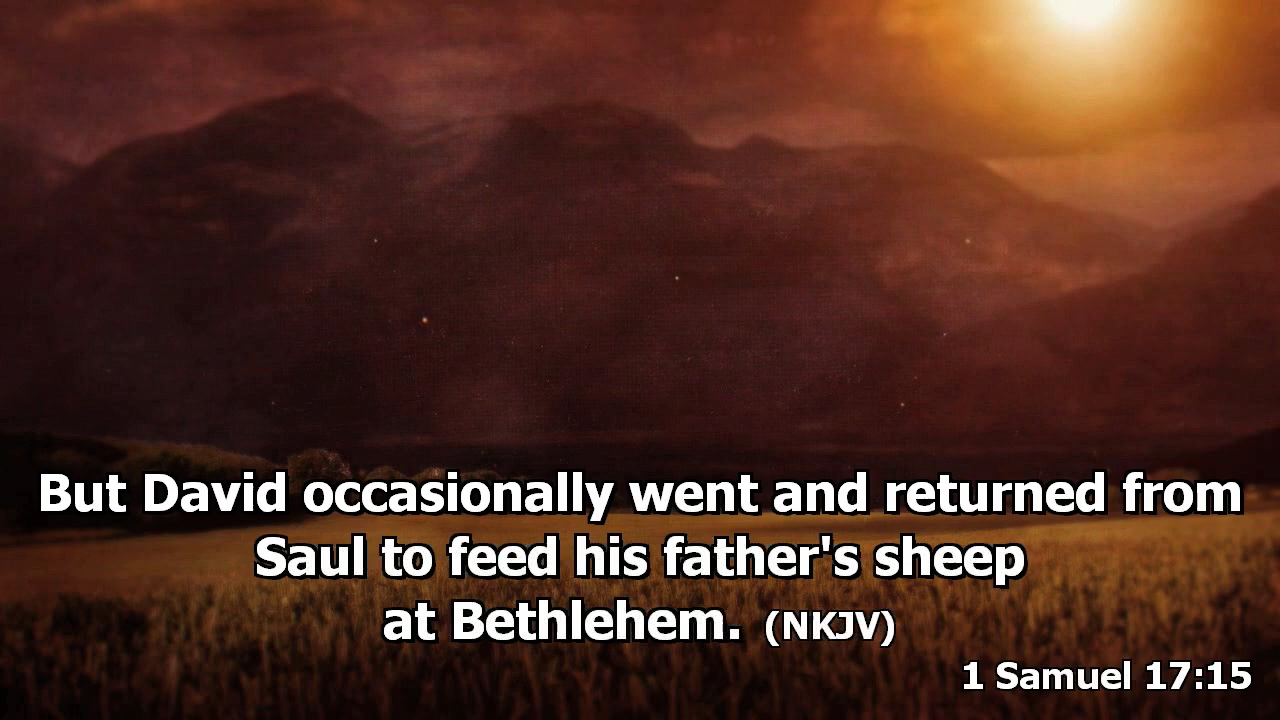 But David occasionally went and returned from
Saul to feed his father's sheep
at Bethlehem. (NKJV)
1 Samuel 17:15